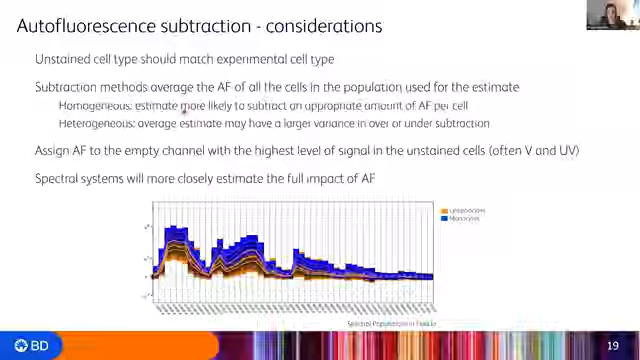 Autofluorescence subtraction - considerations
Unstained cell type should match experimental cell type
Subtraction methods average the AF of all the cells in the population used for the estimate
Homogeneous: estimate more likely to subtract an appropriate amount of AF per cell
Heterogeneous: average estimate may have a larger variance in over or under subtraction
Assign AF to the empty channel with the highest level of signal in the unstained cells (often V and UV)
Spectral systems will more closely estimate the full impact of AF
Lymphocytes
Monocytes
BD
19